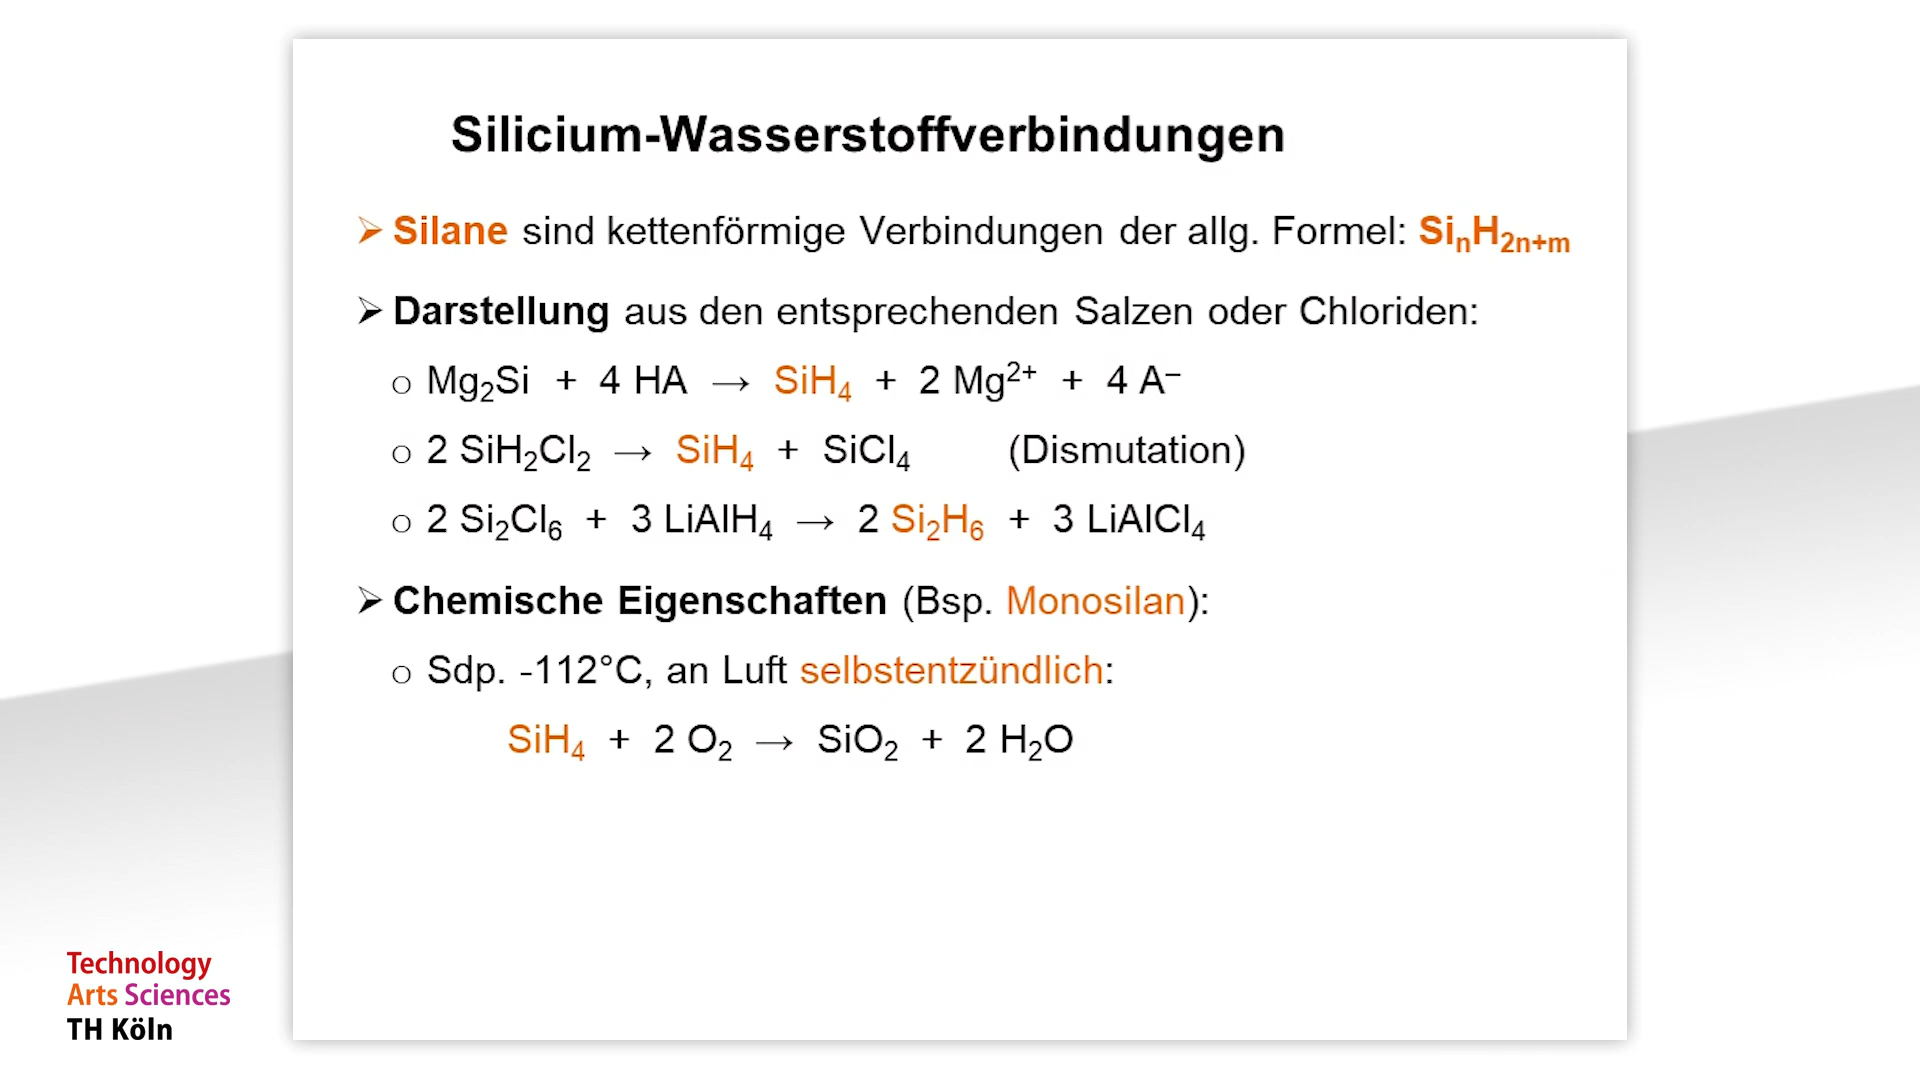 Silicium-Wasserstoffverbindungen
➢ Silane sind kettenförmige Verbindungen der allg. Formel: SiₙH₂ₙ₊ₘ
➢ Darstellung aus den entsprechenden Salzen oder Chloriden:
o Mg₂Si + 4 HA → SiH₄ + 2 Mg²⁺ + 4 A⁻
o 2 SiH₂Cl₂ → SiH₄ + SiCl₄ (Dismutation)
o 2 Si₂Cl₆ + 3 LiAlH₄ → 2 Si₂H₆ + 3 LiAlCl₄
➢ Chemische Eigenschaften (Bsp. Monosilan):
o Sdp. -112°C, an Luft selbstentzündlich:
SiH₄ + 2 O₂ → SiO₂ + 2 H₂O
Technology
Arts Sciences
TH Köln